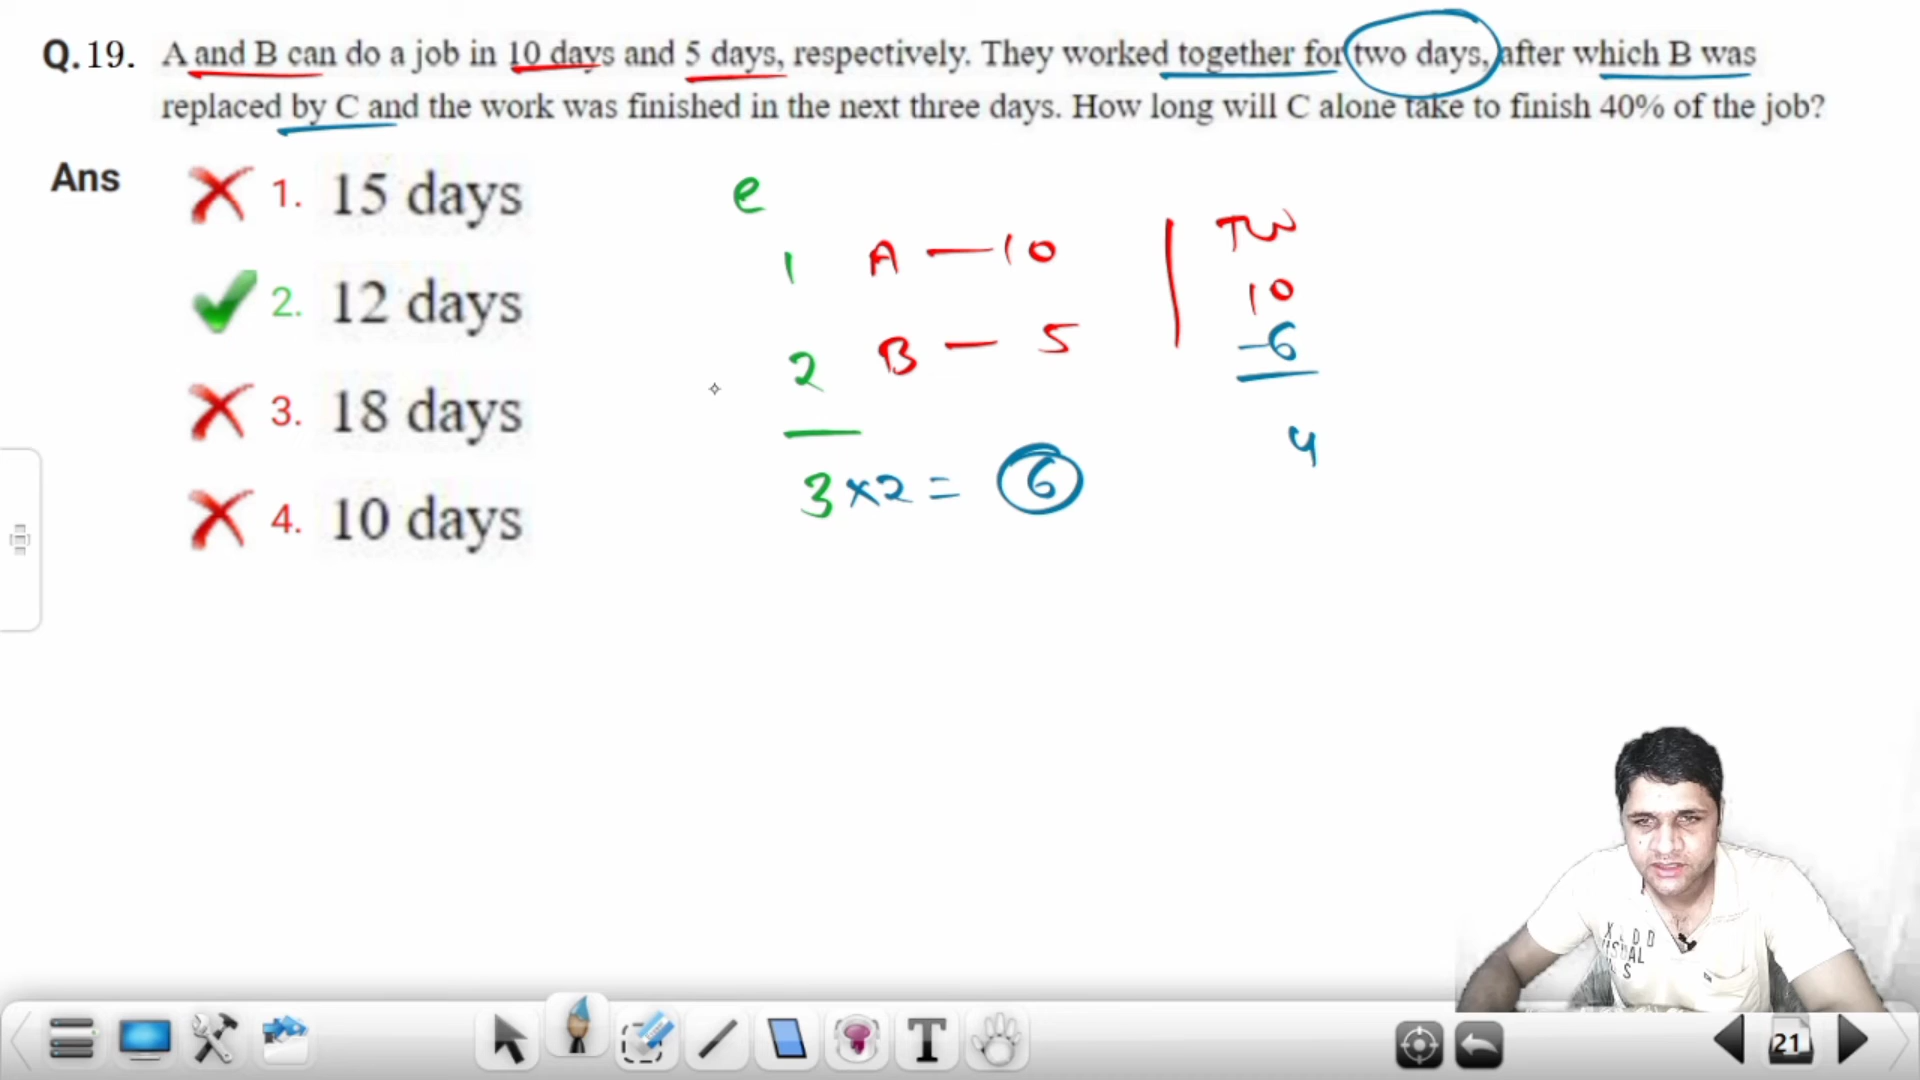 Q.19. A and B can do a job in 10 days and 5 days, respectively. They worked together for two days, after which B was
replaced by C and the work was finished in the next three days. How long will C alone take to finish 40% of the job?
Ans
1. 15 days
2. 12 days
3. 18 days
4. 10 days
e
1 A — 10
2 B — 5
3 x 2 = 6
TW
10
-6
4
T
21